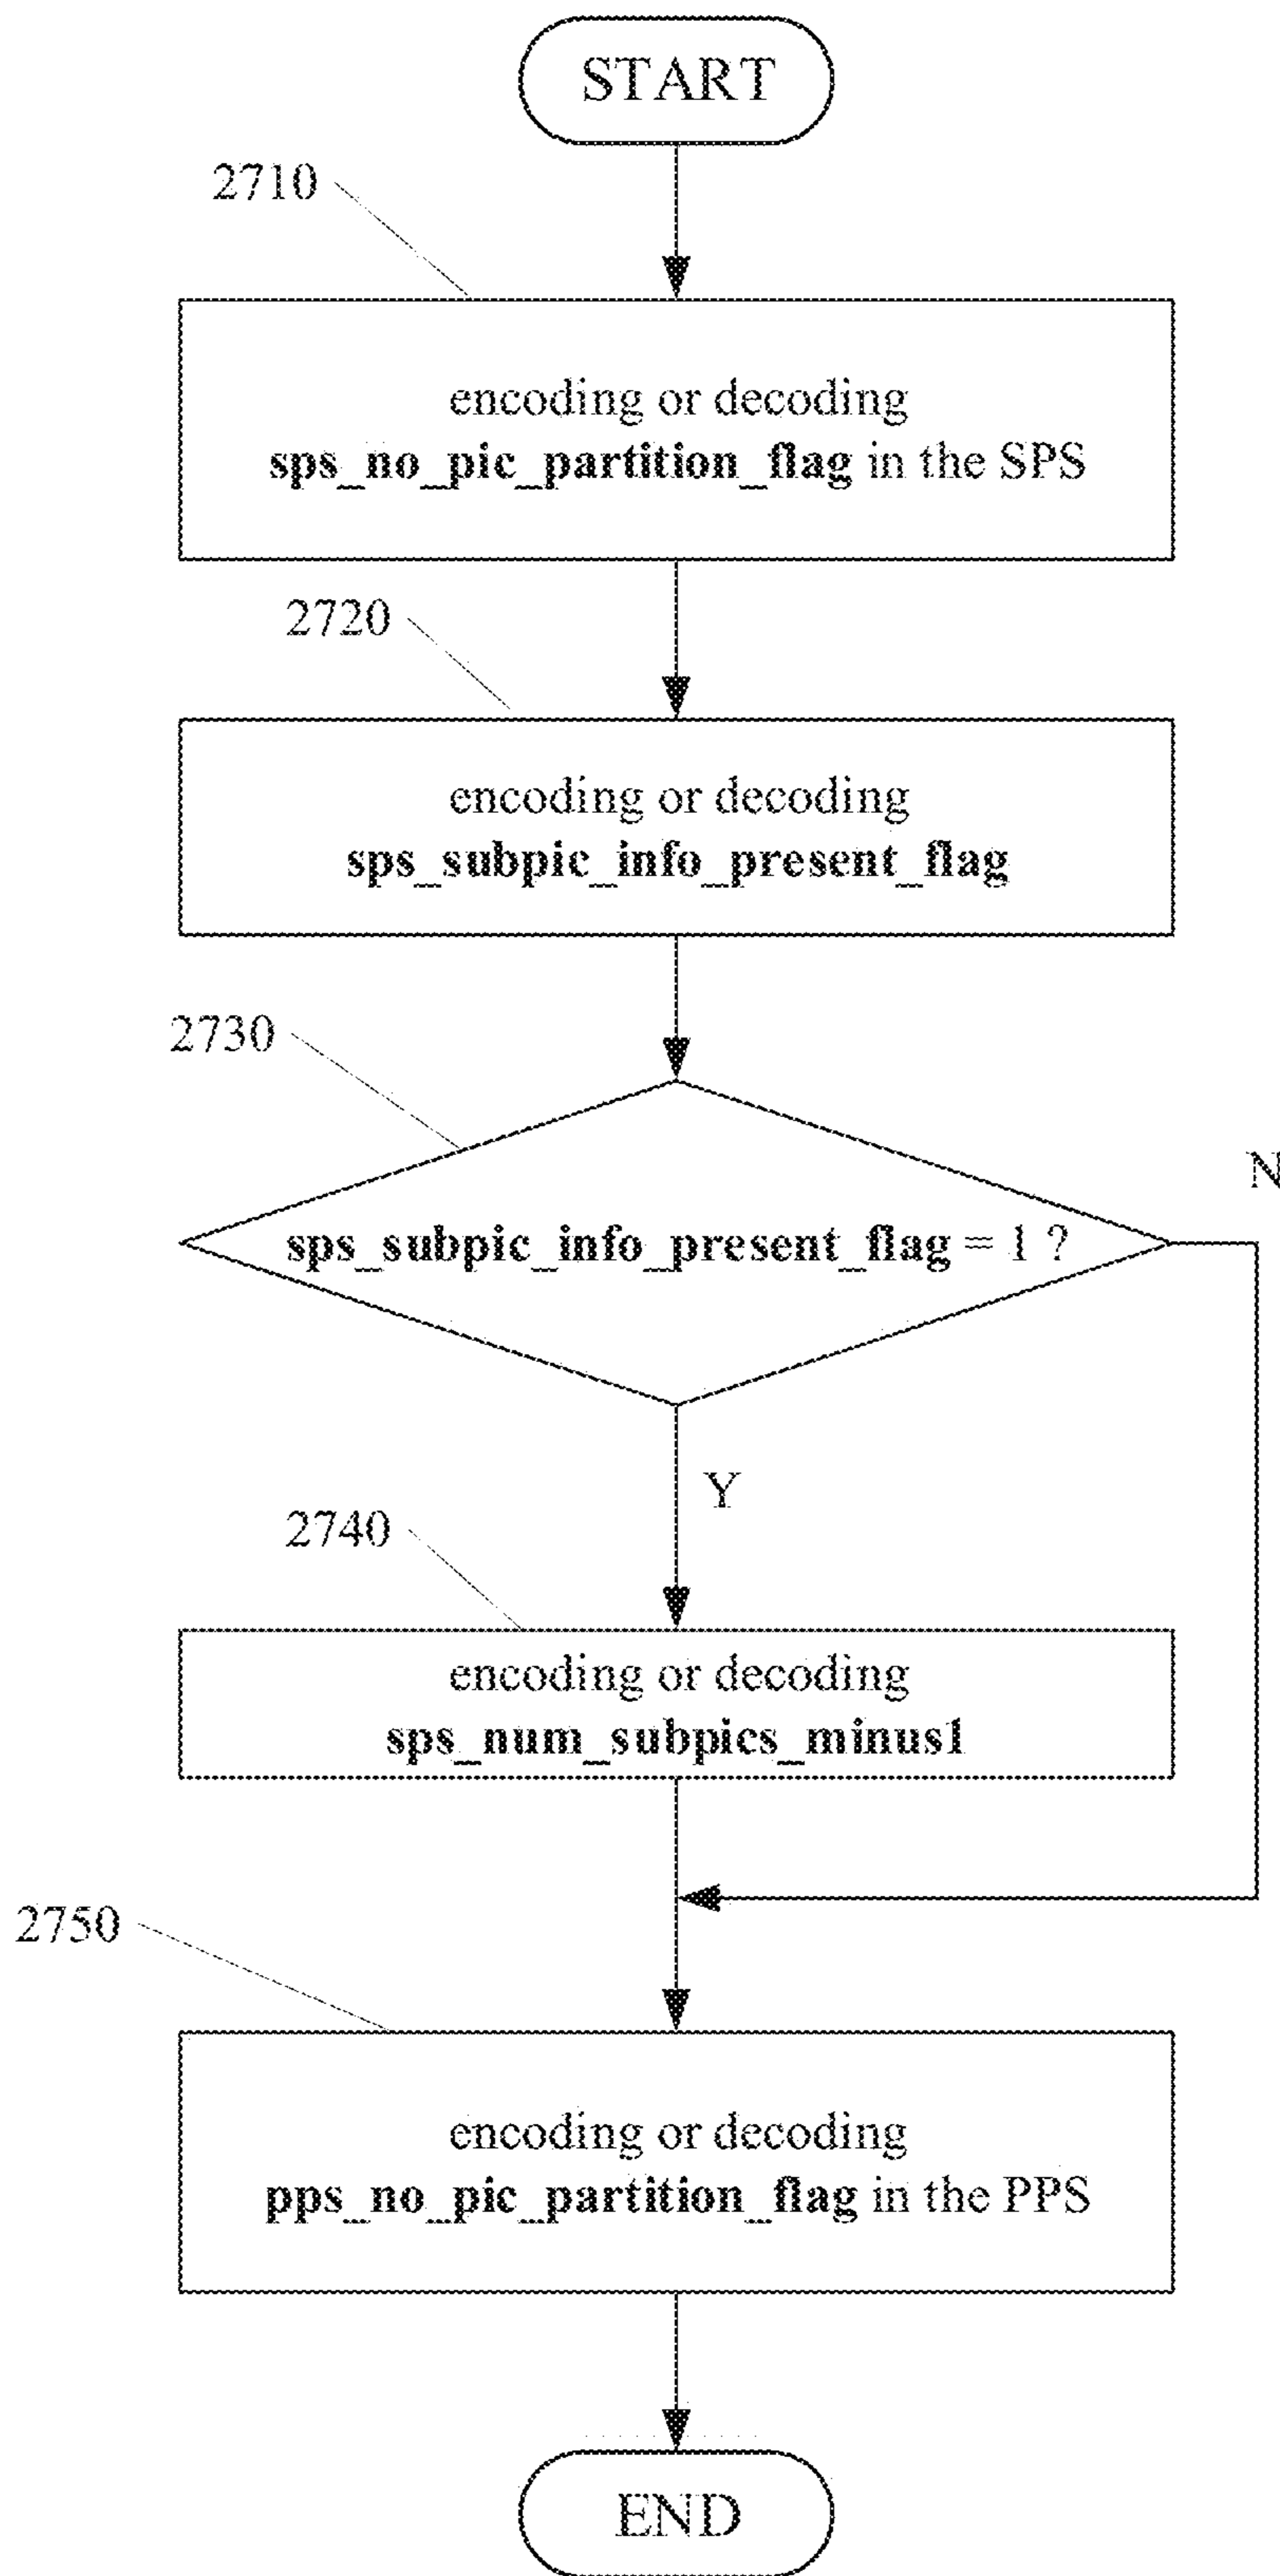 START
2710
encoding or decoding
sps_no_pic_partition_flag in the SPS
2720
encoding or decoding
sps_subpic_info_present_flag
2730
N
sps_subpic_info_present_flag = 1 ?
Y
2740
encoding or decoding
sps_num_subpics_minus1
2750
encoding or decoding
pps_no_pic_partition_flag in the PPS
END